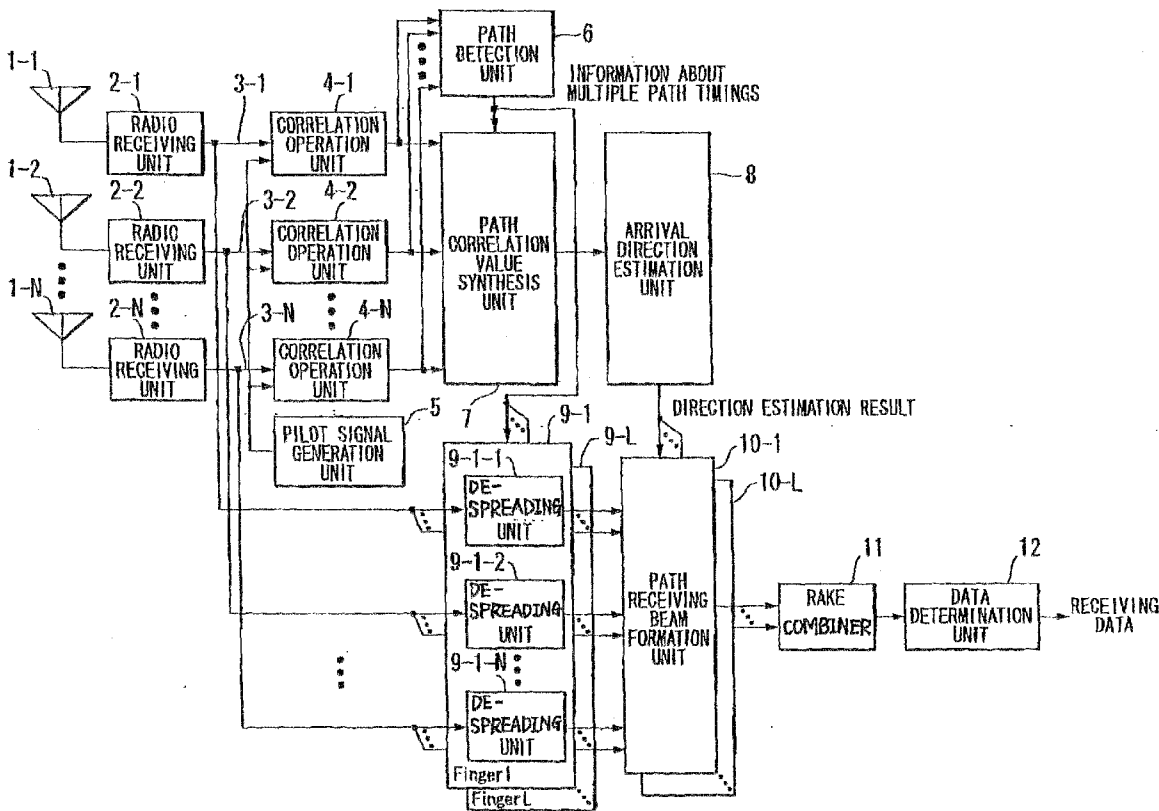 PATH
DETECTION
UNIT
6
INFORMATION ABOUT
MULTIPLE PATH TIMINGS
1-1
2-1
RADIO
RECEIVING
UNIT
3-1
4-1
CORRELATION
OPERATION
UNIT
1-2
2-2
RADIO
RECEIVING
UNIT
3-2
4-2
CORRELATION
OPERATION
UNIT
PATH
CORRELATION
VALUE
SYNTHESIS
UNIT
7
8
ARRIVAL
DIRECTION
ESTIMATION
UNIT
1-N
2-N
RADIO
RECEIVING
UNIT
3-N
4-N
CORRELATION
OPERATION
UNIT
5
PILOT SIGNAL
GENERATION
UNIT
DIRECTION ESTIMATION RESULT
9-1
9-L
9-1-1
DE-
SPREADING
UNIT
9-1-2
DE-
SPREADING
UNIT
9-1-N
DE-
SPREADING
UNIT
Finger1
FingerL
10-1
10-L
PATH
RECEIVING
BEAM
FORMATION
UNIT
11
RAKE
COMBINER
12
DATA
DETERMINATION
UNIT
RECEIVING
DATA